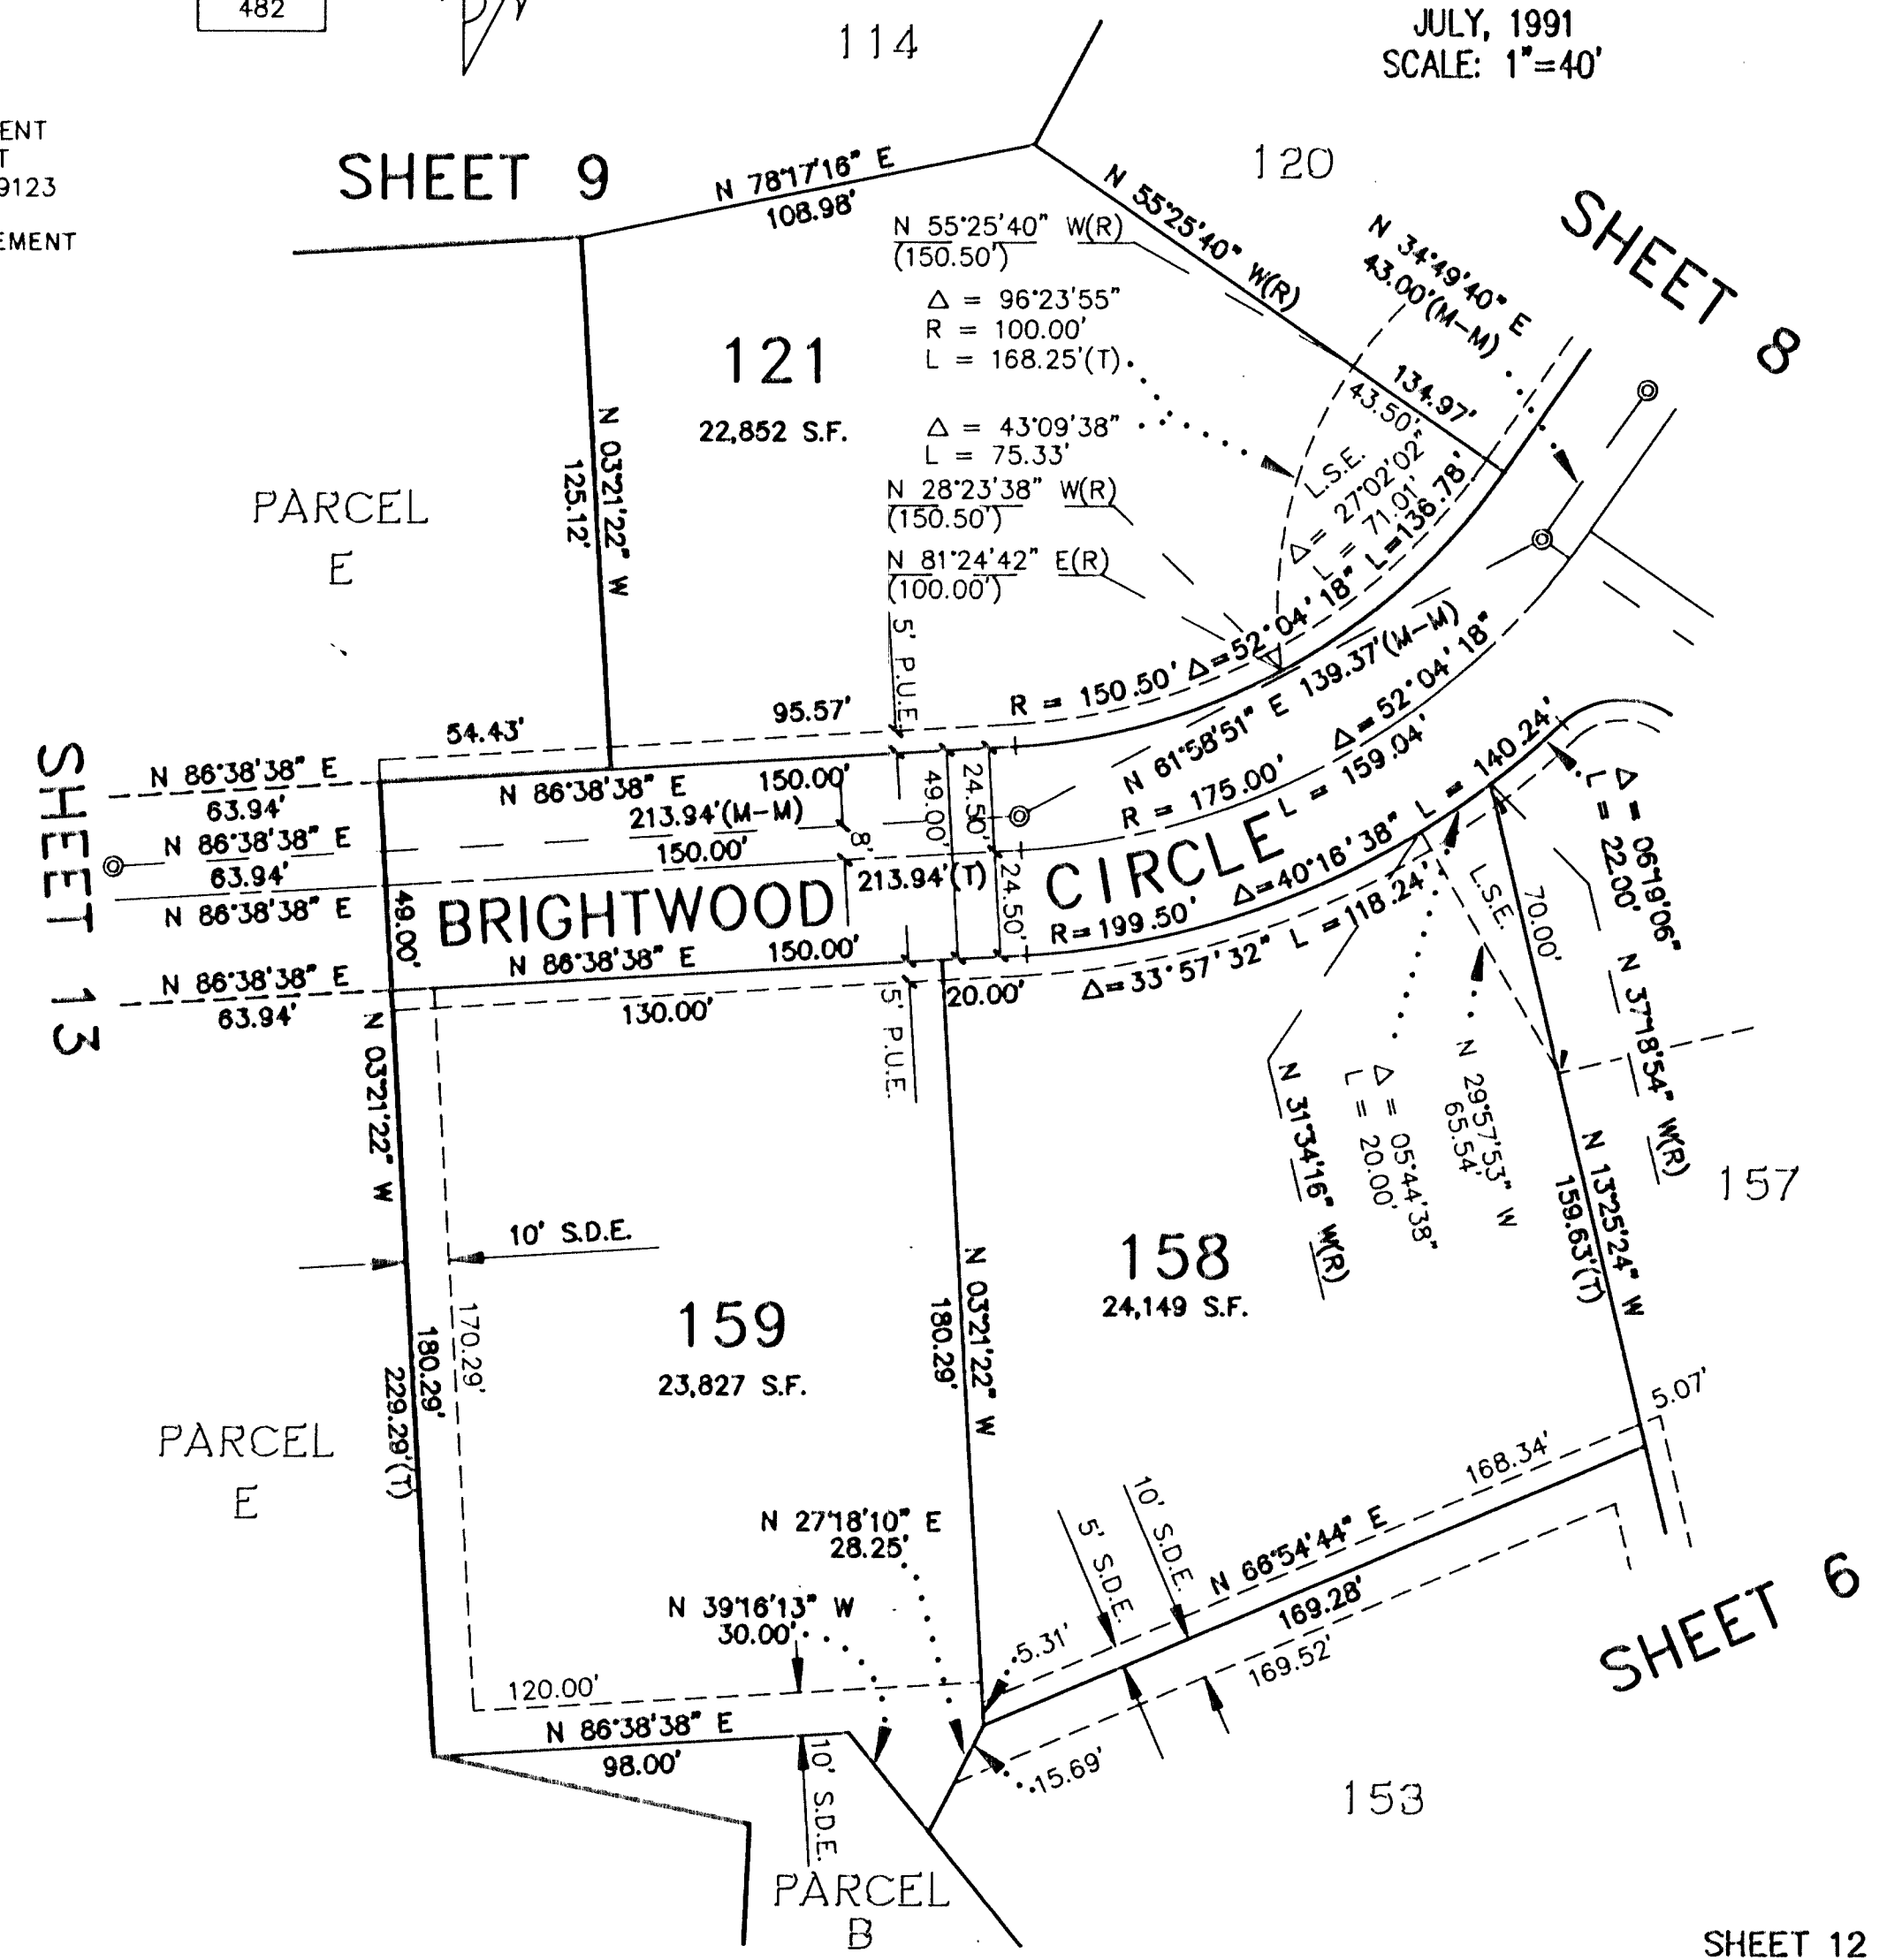 482
114
JULY, 1991
SCALE: 1"=40'
ENT
T
9123
EMENT
SHEET 9
N 78°17'16" E
108.98'
120
SHEET 8
N 55°25'40" W(R)
(150.50')
N 55°25'40" W(R)
134.97'
43.50'
N 34°49'40" E
43.00'(M-M)
Δ = 96°23'55"
R = 100.00'
L = 168.25'(T)
121
22,852 S.F.
Δ = 43°09'38"
L = 75.33'
N 28°23'38" W(R)
(150.50')
N 81°24'42" E(R)
(100.00')
L.S.E.
Δ = 27°02'02"
L = 71.01'
N 03°21'22" W
125.12'
PARCEL
E
5' P.U.E.
R = 150.50' Δ=52°04'18" L=136.78'
54.43'
95.57'
N 61°58'51" E 139.37'(M-M)
R = 175.00' Δ=52°04'18"
L = 159.04'
SHEET 13
N 86°38'38" E
63.94'
N 86°38'38" E
63.94'
N 86°38'38" E
N 86°38'38" E
63.94'
N 86°38'38" E 150.00'
213.94'(M-M)
150.00'
8'
213.94'(T)
49.00'
24.50'
24.50'
49.00'
BRIGHTWOOD CIRCLE
N 86°38'38" E 150.00'
R=199.50' Δ=40°16'38" L = 140.24'
Δ=33°57'32" L =118.24'
130.00'
20.00'
5' P.U.E.
Δ = 06°19'06"
L = 22.00'
L.S.E.
70.00'
N 37°18'54" W(R)
N 29°57'53" W
65.54'
Δ = 05°44'38"
L = 20.00'
N 31°34'16" W(R)
157
N 13°25'24" W
159.63'(T)
N 03°21'22" W
180.29'
229.29'(T)
10' S.D.E.
170.29'
159
23,827 S.F.
N 03°21'22" W
180.29'
158
24,149 S.F.
PARCEL
E
N 27°18'10" E
28.25'
N 39°16'13" W
30.00'
5.07'
168.34'
10' S.D.E.
5' S.D.E.
N 66°54'44" E
169.28'
169.52'
5.31'
SHEET 6
120.00'
N 86°38'38" E
98.00'
10' S.D.E.
15.69'
153
PARCEL
B
SHEET 12